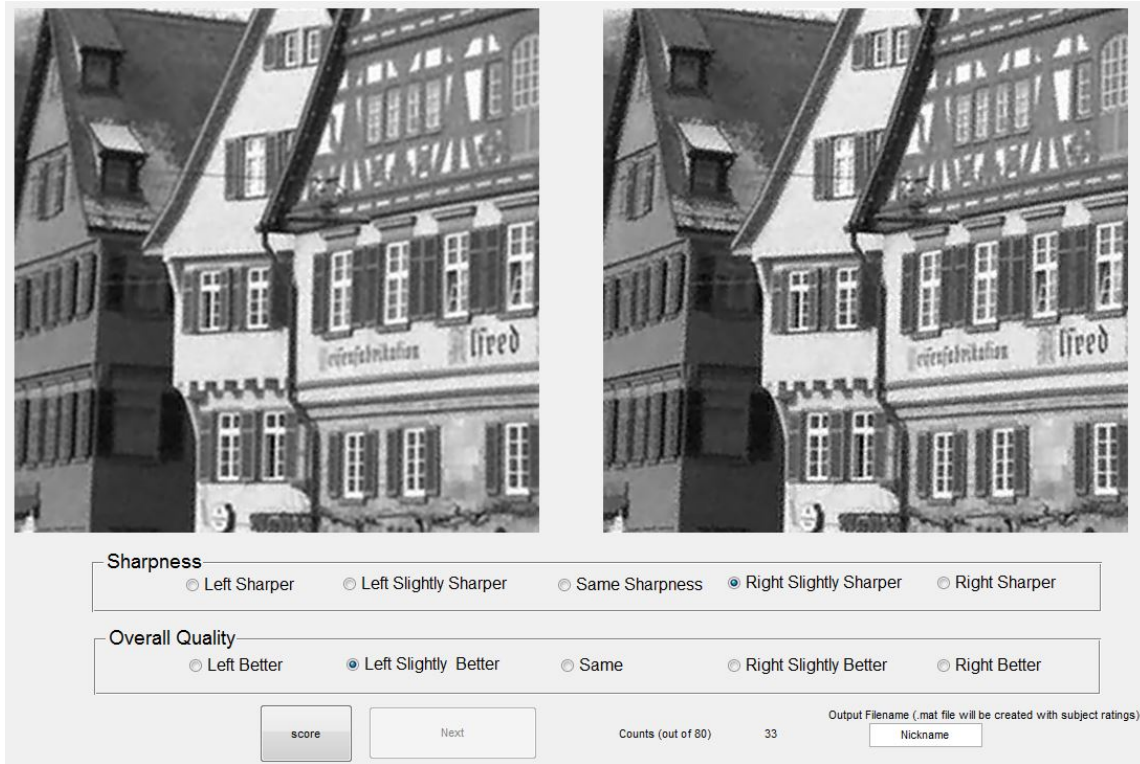 Alfred Alfred
Sharpness
Left Sharper Left Slightly Sharper Same Sharpness Right Slightly Sharper Right Sharper
Overall Quality
Left Better Left Slightly Better Same Right Slightly Better Right Better
Output Filename (.mat file will be created with subject ratings)
score Next Counts (out of 80) 33 Nickname